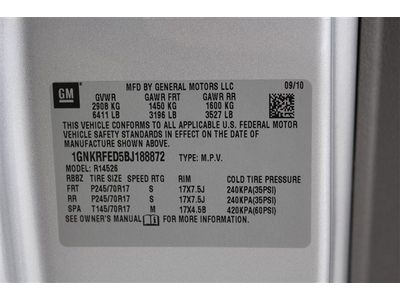 GM
MFD BY GENERAL MOTORS LLC
09/10
GVWR GAWR FRT GAWR RR
2908 KG 1450 KG 1600 KG
6411 LB 3196 LB 3527 LB
THIS VEHICLE CONFORMS TO ALL APPLICABLE U.S. FEDERAL MOTOR
VEHICLE SAFETY STANDARDS IN EFFECT ON THE DATE OF
MANUFACTURE SHOWN ABOVE.
1GNKRFED5BJ188872 TYPE: M.P.V.
MODEL: R14526
RBBZ TIRE SIZE SPEED RTG RIM COLD TIRE PRESSURE
FRT P245/70R17 S 17X7.5J 240KPA(35PSI)
RR P245/70R17 S 17X7.5J 240KPA(35PSI)
SPA T145/70R17 M 17X4.5B 420KPA(60PSI)
SEE OWNER'S MANUAL FOR MORE INFORMATION.